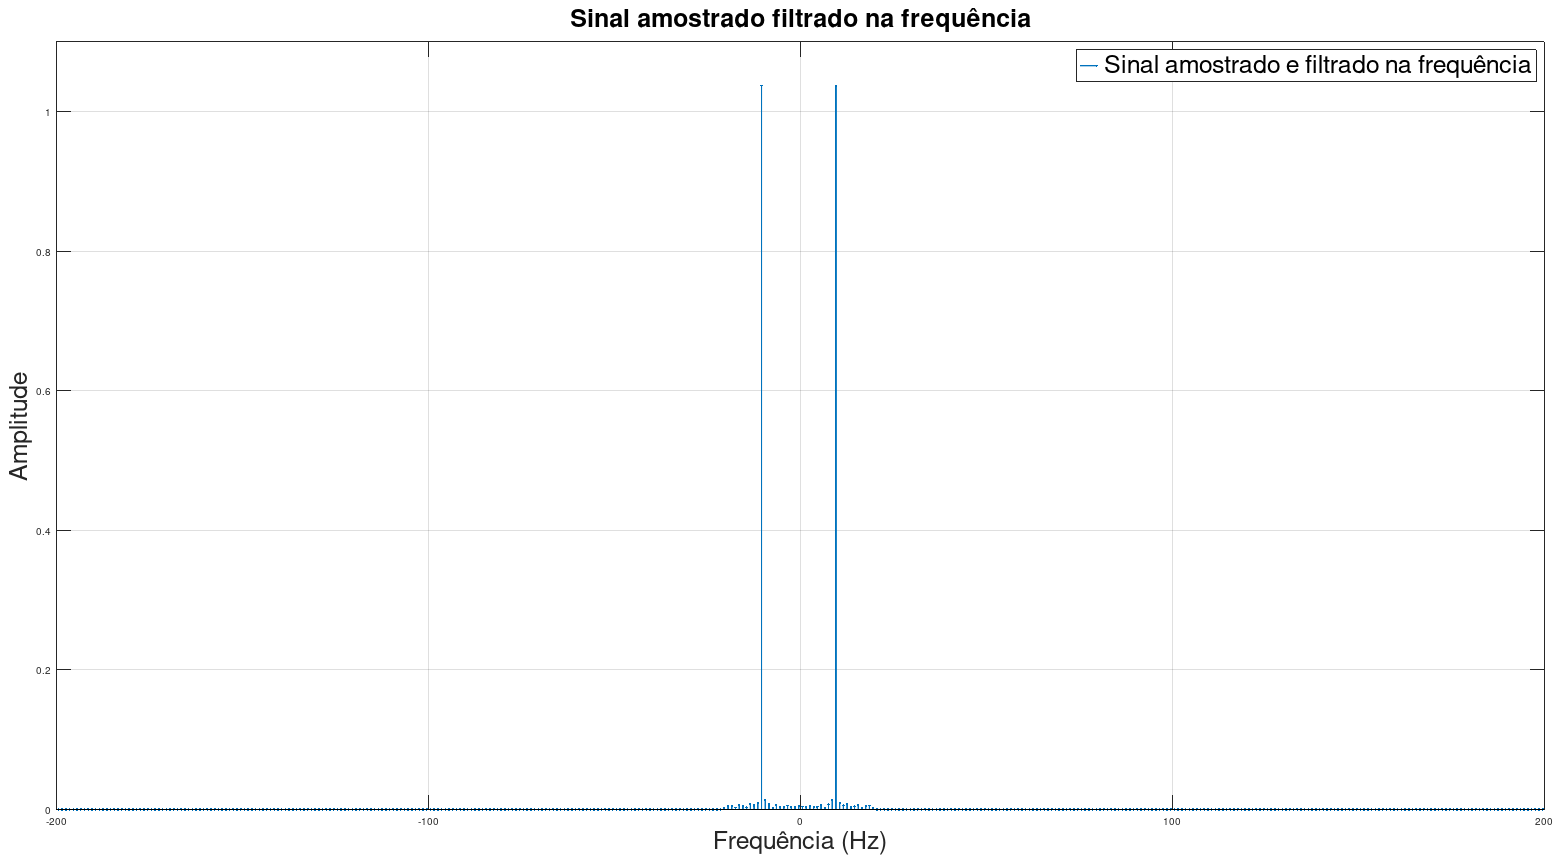 Sinal amostrado filtrado na frequência
Sinal amostrado e filtrado na frequência
1
0.8
0.6
0.4
0.2
0
Amplitude
-200
-100
0
100
200
Frequência (Hz)